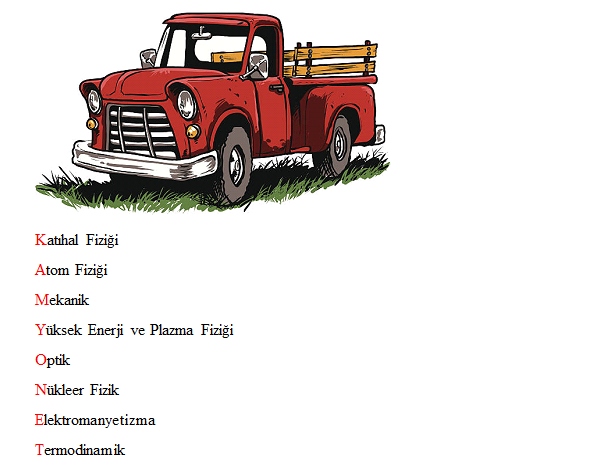 Katıhal Fiziği
Atom Fiziği
Mekanik
Yüksek Enerji ve Plazma Fiziği
Optik
Nükleer Fizik
Elektromanyetizma
Termodinamik